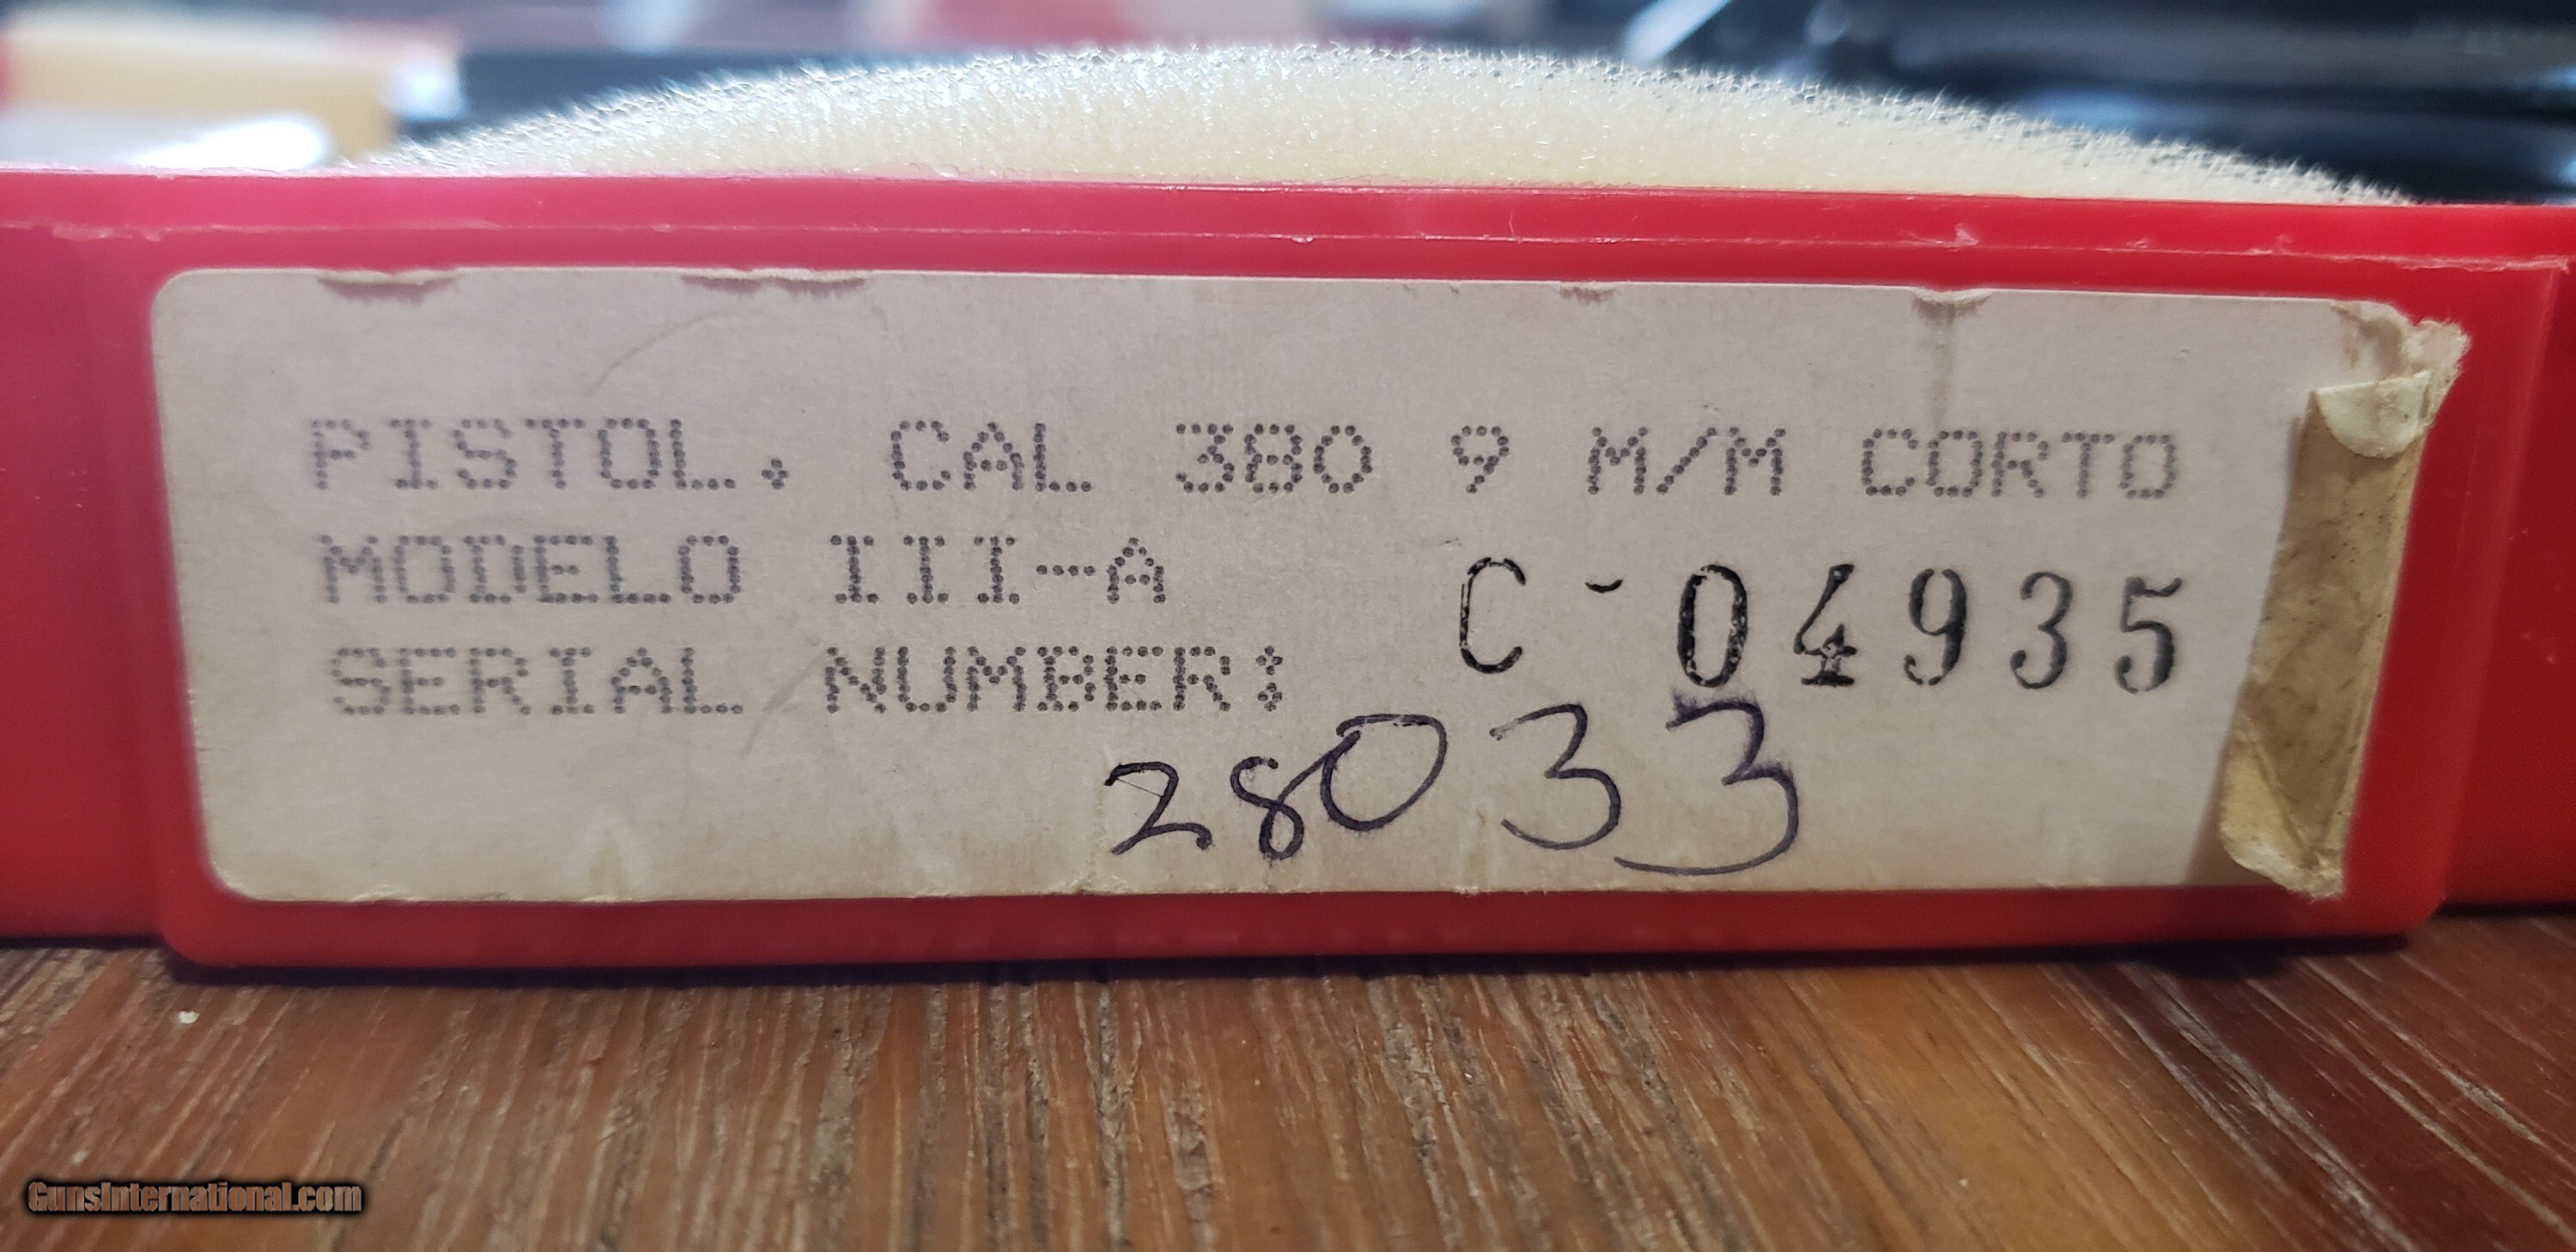 PISTOL, CAL 380 9 M/M CORTO
MODELO III-A
SERIAL NUMBER: C-04935
28033
GunsInternational.com